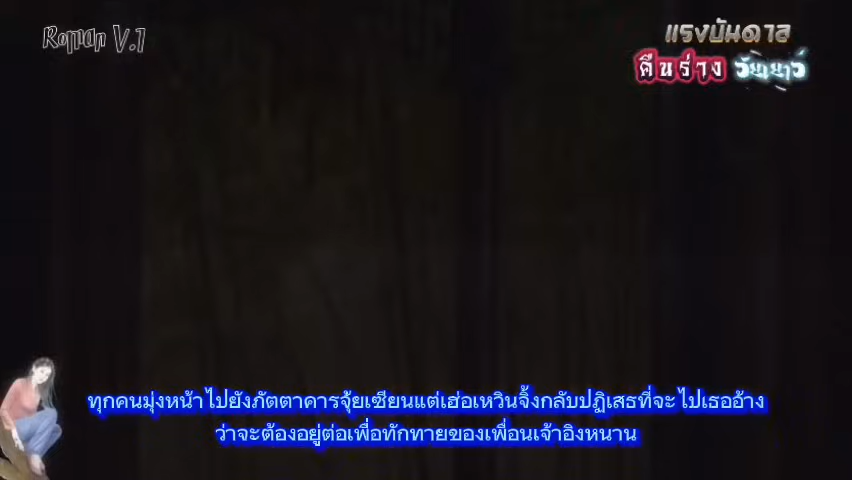 Roman V.1
แรงบันดาล
คืนร่าง
ทุกคนมุ่งหน้าไปยังภัตตาคารจุ้ยเซียนแต่เฮ่อเหวินจิ้งกลับปฏิเสธที่จะไปเธออ้าง
ว่าจะต้องอยู่ต่อเพื่อทักทายของเพื่อนเจ้าอิงหนาน